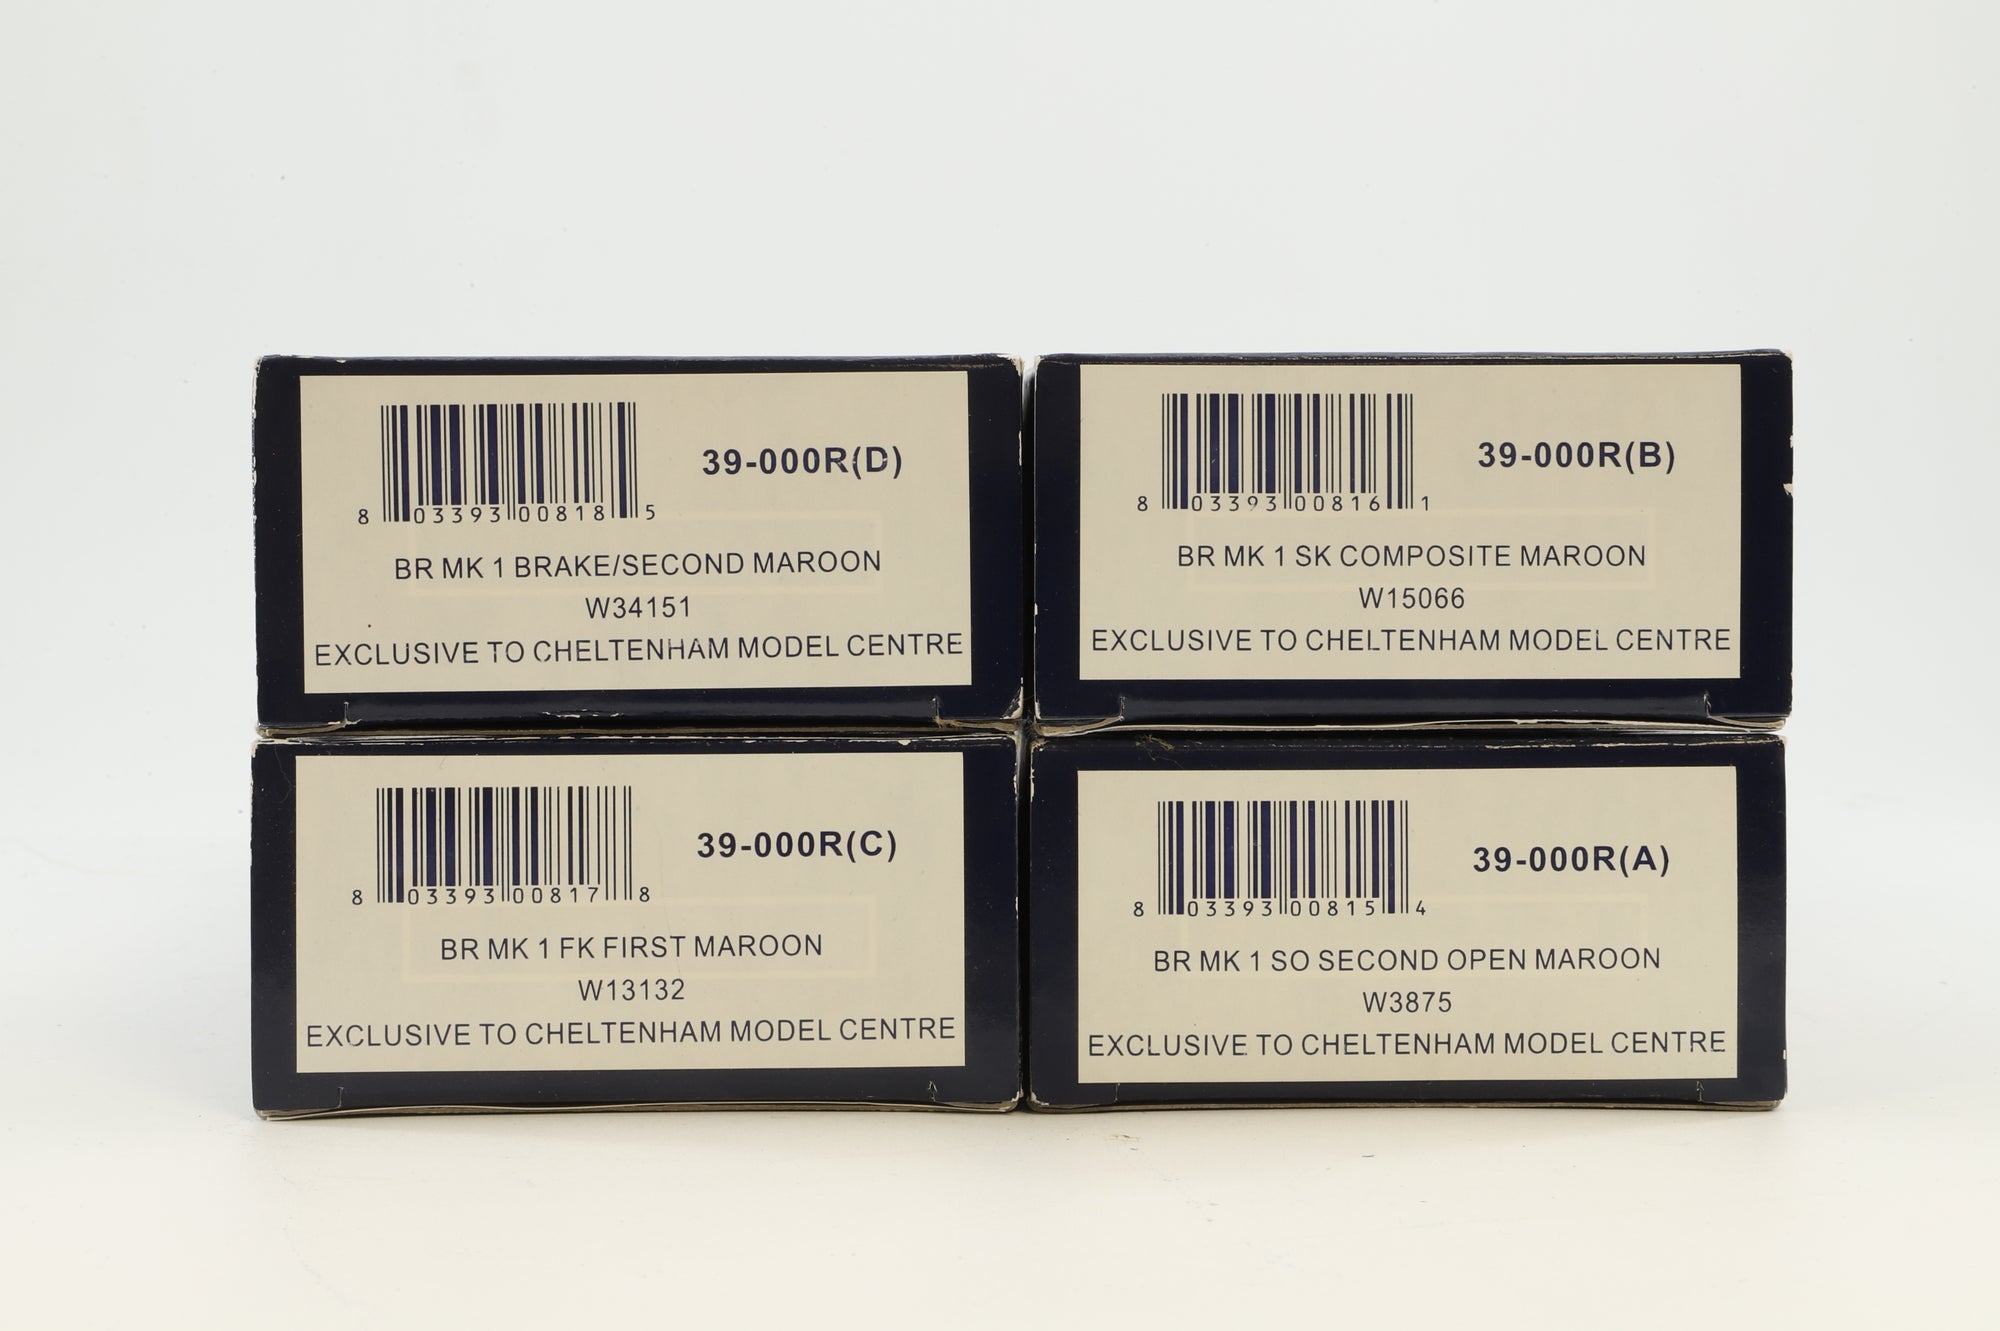 39-000R(D)
8 03393 00818 5
BR MK 1 BRAKE/SECOND MAROON
W34151
EXCLUSIVE TO CHELTENHAM MODEL CENTRE
39-000R(B)
8 03393 00816 1
BR MK 1 SK COMPOSITE MAROON
W15066
EXCLUSIVE TO CHELTENHAM MODEL CENTRE
39-000R(C)
8 03393 00817 8
BR MK 1 FK FIRST MAROON
W13132
EXCLUSIVE TO CHELTENHAM MODEL CENTRE
39-000R(A)
8 03393 00815 4
BR MK 1 SO SECOND OPEN MAROON
W3875
EXCLUSIVE TO CHELTENHAM MODEL CENTRE